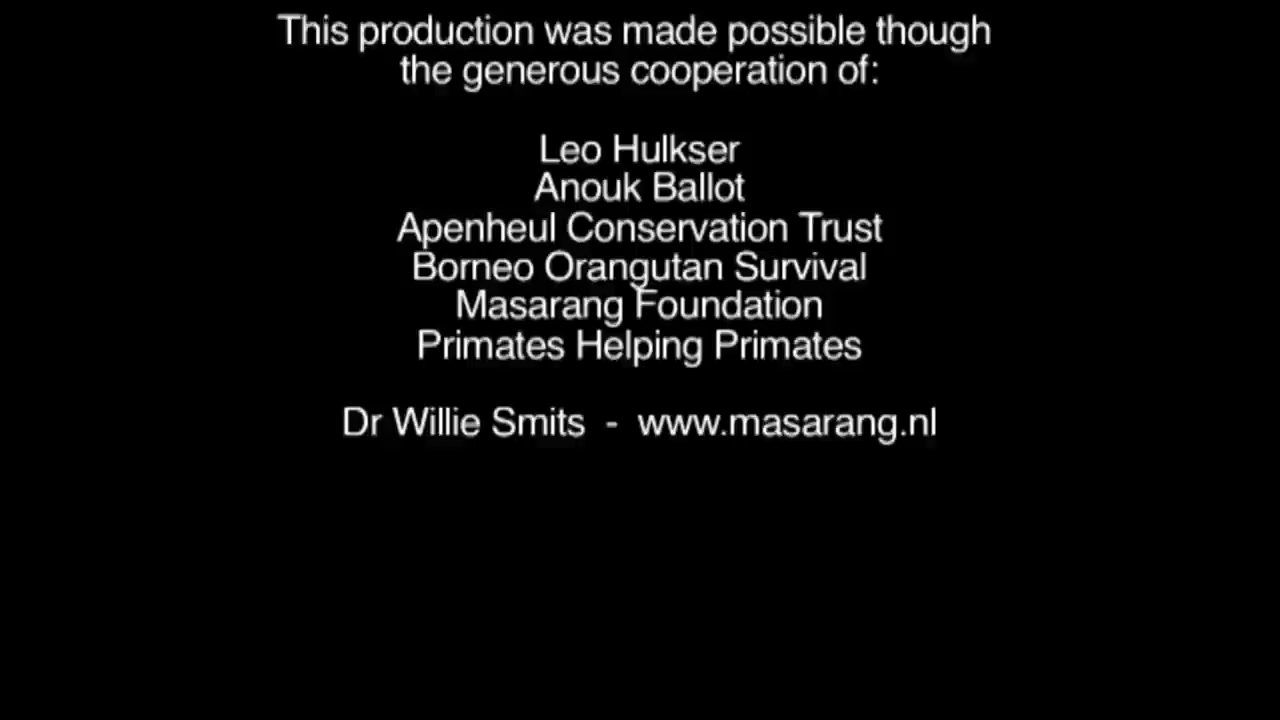 This production was made possible though
the generous cooperation of:
Leo Hulkser
Anouk Ballot
Apenheul Conservation Trust
Borneo Orangutan Survival
Masarang Foundation
Primates Helping Primates
Dr Willie Smits - www.masarang.nl